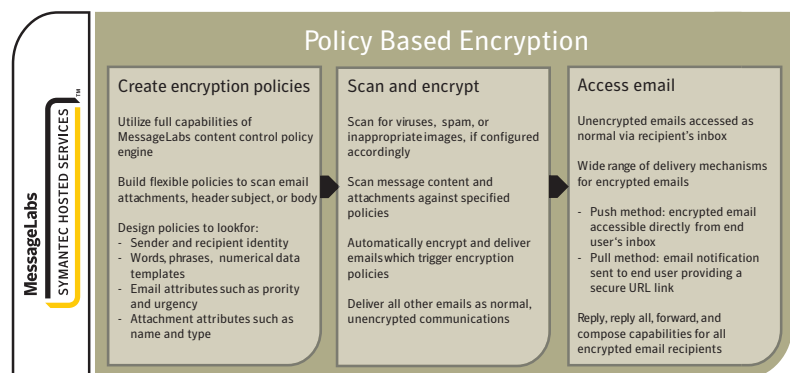 Policy Based Encryption
Create encryption policies
Utilize full capabilities of
MessageLabs content control policy
engine
Build flexible policies to scan email
attachments, header subject, or body
Design policies to lookfor:
- Sender and recipient identity
- Words, phrases, numerical data
templates
- Email attributes such as prority
and urgency
- Attachment attributes such as
name and type
Scan and encrypt
Scan for viruses, spam, or
inappropriate images, if configured
accordingly
Scan message content and
attachments against specified
policies
Automatically encrypt and deliver
emails which trigger encryption
policies
Deliver all other emails as normal,
unencrypted communications
Access email
Unencrypted emails accessed as
normal via recipient's inbox
Wide range of delivery mechanisms
for encrypted emails
- Push method: encrypted email
accessible directly from end
user's inbox
- Pull method: email notification
sent to end user providing a
secure URL link
Reply, reply all, forward, and
compose capabilities for all
encrypted email recipients
MessageLabs
SYMANTEC HOSTED SERVICES
TM